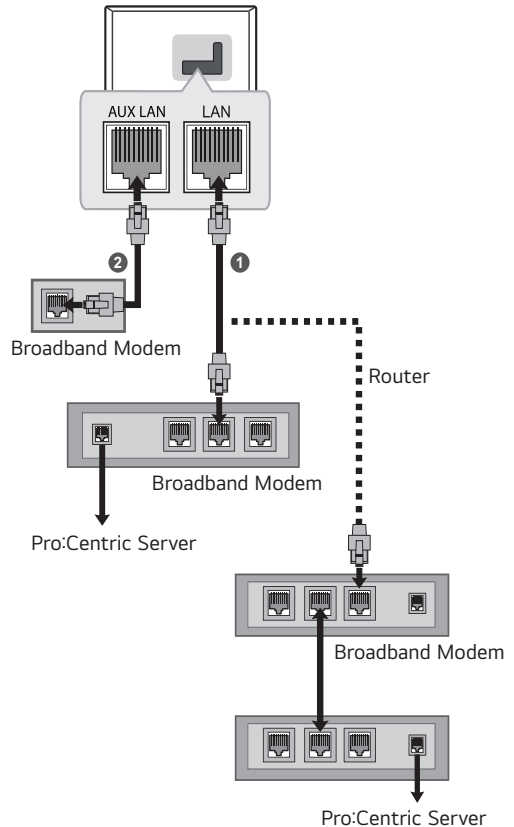 AUX LAN
LAN
2
1
Broadband Modem
Router
Broadband Modem
Pro:Centric Server
Broadband Modem
Pro:Centric Server